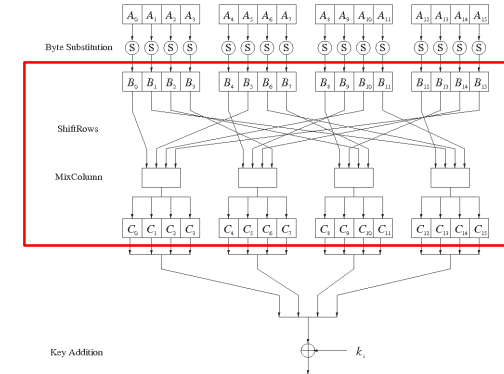 A₀ A₁ A₂ A₃ A₄ A₅ A₆ A₇ A₈ A₉ A₁₀ A₁₁ A₁₂ A₁₃ A₁₄ A₁₅
Byte Substitution S S S S S S S S S S S S S S S S
B₀ B₁ B₂ B₃ B₄ B₅ B₆ B₇ B₈ B₉ B₁₀ B₁₁ B₁₂ B₁₃ B₁₄ B₁₅
ShiftRows
MixColumn
C₀ C₁ C₂ C₃ C₄ C₅ C₆ C₇ C₈ C₉ C₁₀ C₁₁ C₁₂ C₁₃ C₁₄ C₁₅
Key Addition kᵢ